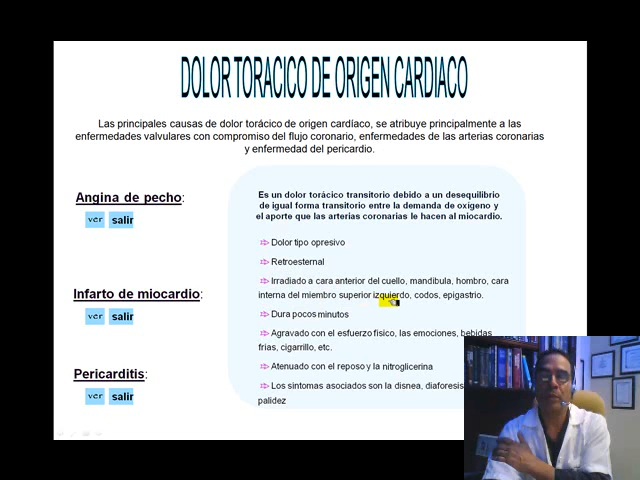 DOLOR TORACICO DE ORIGEN CARDIACO
Las principales causas de dolor torácico de origen cardíaco, se atribuye principalmente a las
enfermedades valvulares con compromiso del flujo coronario, enfermedades de las arterias coronarias
y enfermedad del pericardio.
Angina de pecho:
ver salir
Infarto de miocardio:
ver salir
Pericarditis:
ver salir
Es un dolor torácico transitorio debido a un desequilibrio
de igual forma transitorio entre la demanda de oxígeno y
el aporte que las arterias coronarias le hacen al miocardio.
Dolor tipo opresivo
Retroesternal
Irradiado a cara anterior del cuello, mandibula, hombro, cara
interna del miembro superior izquierdo, codos, epigastrio.
Dura pocos minutos
Agravado con el esfuerzo fisico, las emociones, bebidas
frias, cigarrillo, etc.
Atenuado con el reposo y la nitroglicerina
Los sintomas asociados son la disnea, diaforesis
palidez